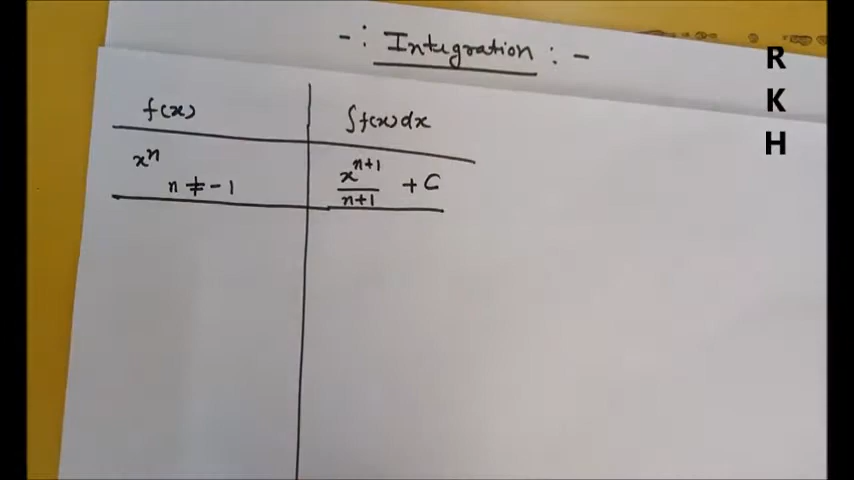 -: Integration :-
f(x) ∫f(x)dx
xⁿ n ≠ -1 xⁿ⁺¹/n+1 + C
R
K
H